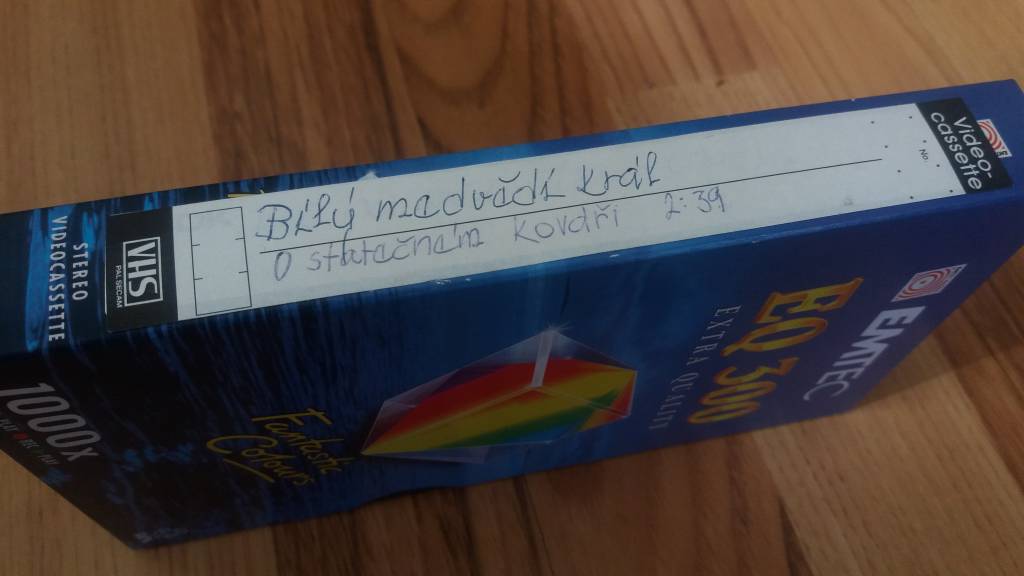 Bílý medvědí král
O statečném kovdři 2:39
Video-
cassette
No.
VHS
PAL SECAM
STEREO
VIDEOCASSETTE
EMTEC
EQ 300
EXTRA QUALITY
Fantastic
Colours
1000x